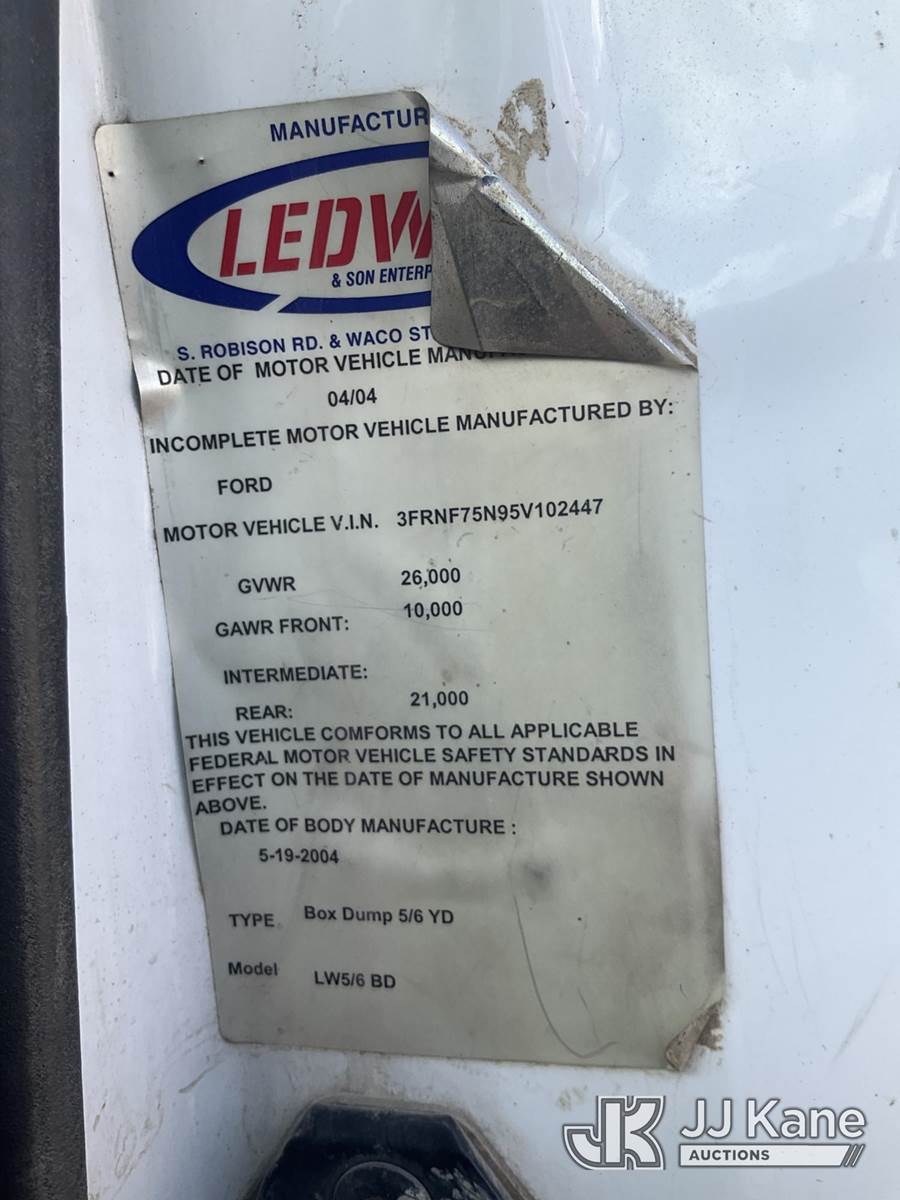 MANUFACTUR
LEDW
& SON ENTERP
S. ROBISON RD. & WACO ST
DATE OF MOTOR VEHICLE MANUF
04/04
INCOMPLETE MOTOR VEHICLE MANUFACTURED BY:
FORD
MOTOR VEHICLE V.I.N. 3FRNF75N95V102447
GVWR 26,000
GAWR FRONT: 10,000
INTERMEDIATE:
REAR: 21,000
THIS VEHICLE COMFORMS TO ALL APPLICABLE
FEDERAL MOTOR VEHICLE SAFETY STANDARDS IN
EFFECT ON THE DATE OF MANUFACTURE SHOWN
ABOVE.
DATE OF BODY MANUFACTURE :
5-19-2004
TYPE Box Dump 5/6 YD
Model LW5/6 BD
JK JJ Kane
AUCTIONS